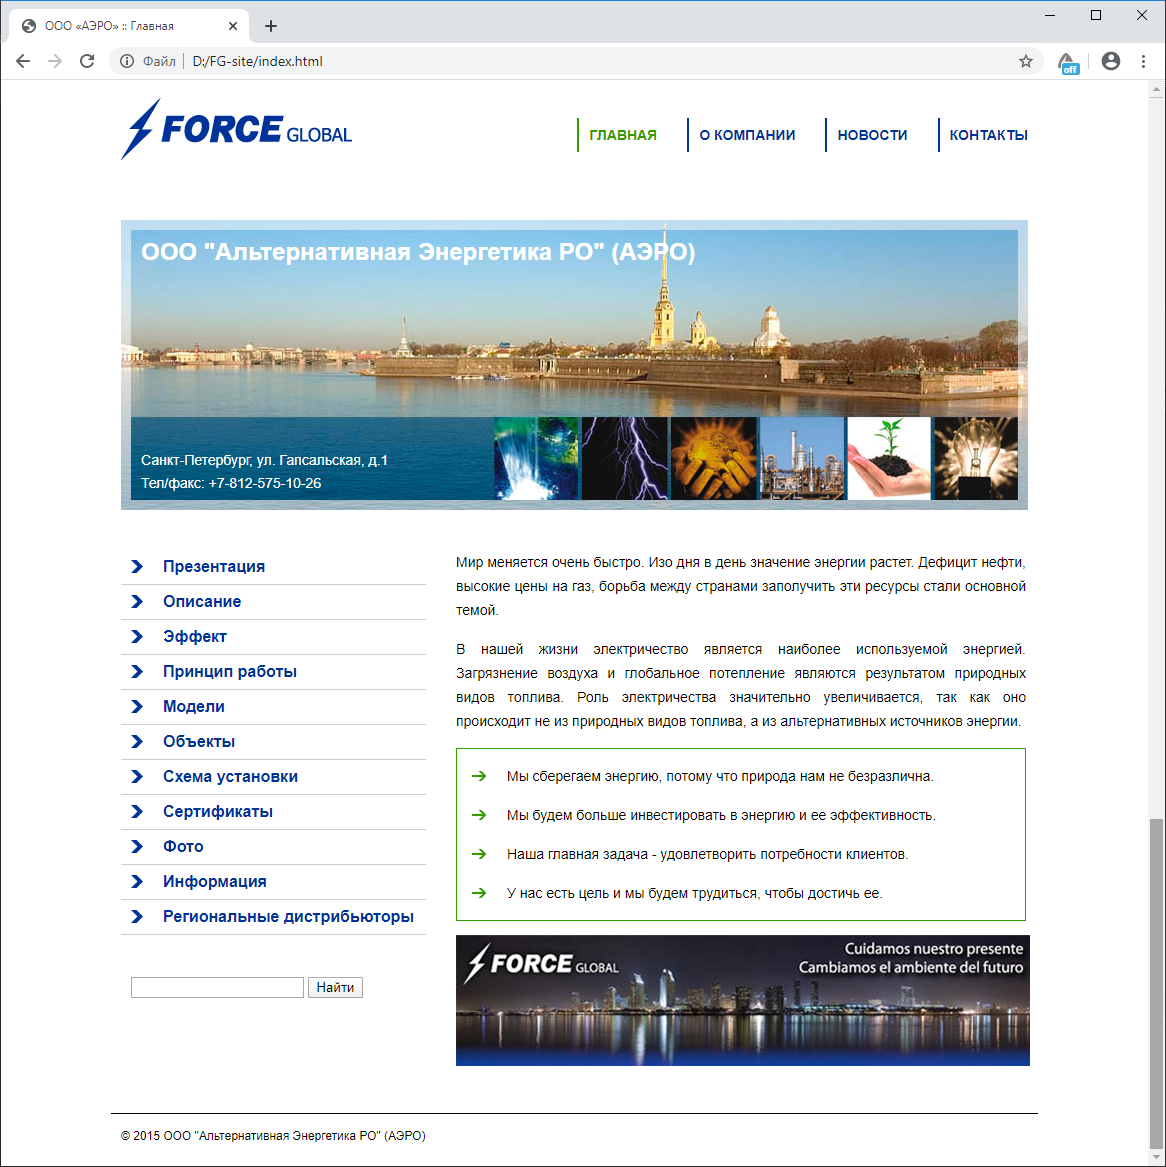 ООО «АЭРО» :: Главная
Файл
D:/FG-site/index.html
off
FORCE GLOBAL
ГЛАВНАЯ
О КОМПАНИИ
НОВОСТИ
КОНТАКТЫ
ООО "Альтернативная Энергетика РО" (АЭРО)
Санкт-Петербург, ул. Гапсальская, д.1
Тел/факс: +7-812-575-10-26
Презентация
Описание
Эффект
Принцип работы
Модели
Объекты
Схема установки
Сертификаты
Фото
Информация
Региональные дистрибьюторы
Найти
Мир меняется очень быстро. Изо дня в день значение энергии растет. Дефицит нефти,
высокие цены на газ, борьба между странами заполучить эти ресурсы стали основной
темой.
В нашей жизни электричество является наиболее используемой энергией.
Загрязнение воздуха и глобальное потепление являются результатом природных
видов топлива. Роль электричества значительно увеличивается, так как оно
происходит не из природных видов топлива, а из альтернативных источников энергии.
Мы сберегаем энергию, потому что природа нам не безразлична.
Мы будем больше инвестировать в энергию и ее эффективность.
Наша главная задача - удовлетворить потребности клиентов.
У нас есть цель и мы будем трудиться, чтобы достичь ее.
FORCE GLOBAL
Cuidamos nuestro presente
Cambiamos el ambiente del futuro
© 2015 ООО "Альтернативная Энергетика РО" (АЭРО)